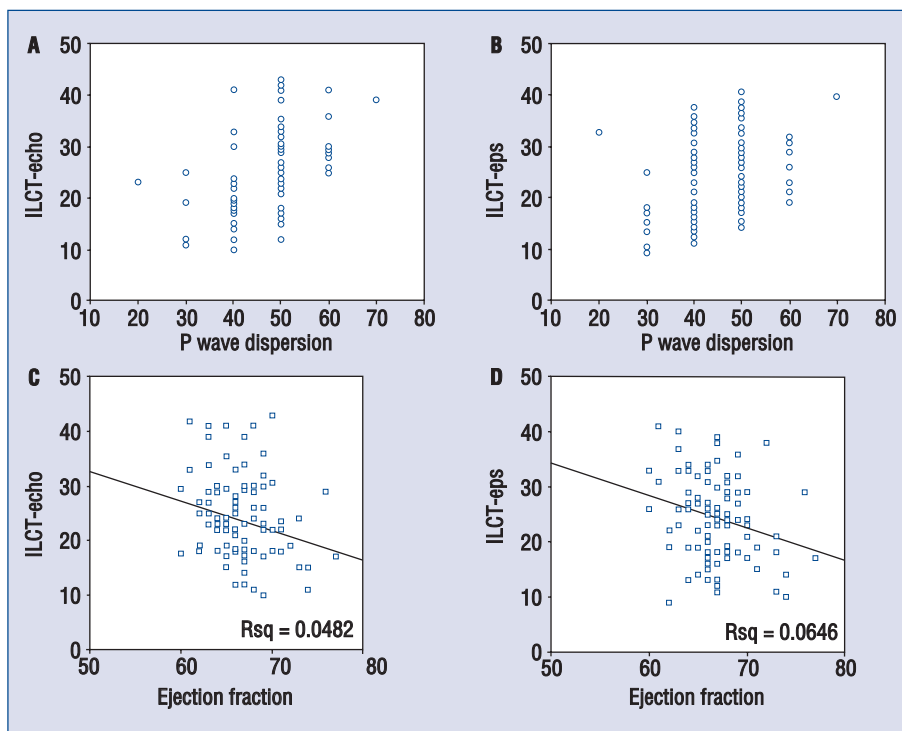 A
50
40
30
20
10
0
ILCT-echo
10 20 30 40 50 60 70 80
P wave dispersion
B
50
40
30
20
10
0
ILCT-eps
10 20 30 40 50 60 70 80
P wave dispersion
C
50
40
30
20
10
0
ILCT-echo
Rsq = 0.0482
50 60 70 80
Ejection fraction
D
50
40
30
20
10
0
ILCT-eps
Rsq = 0.0646
50 60 70 80
Ejection fraction